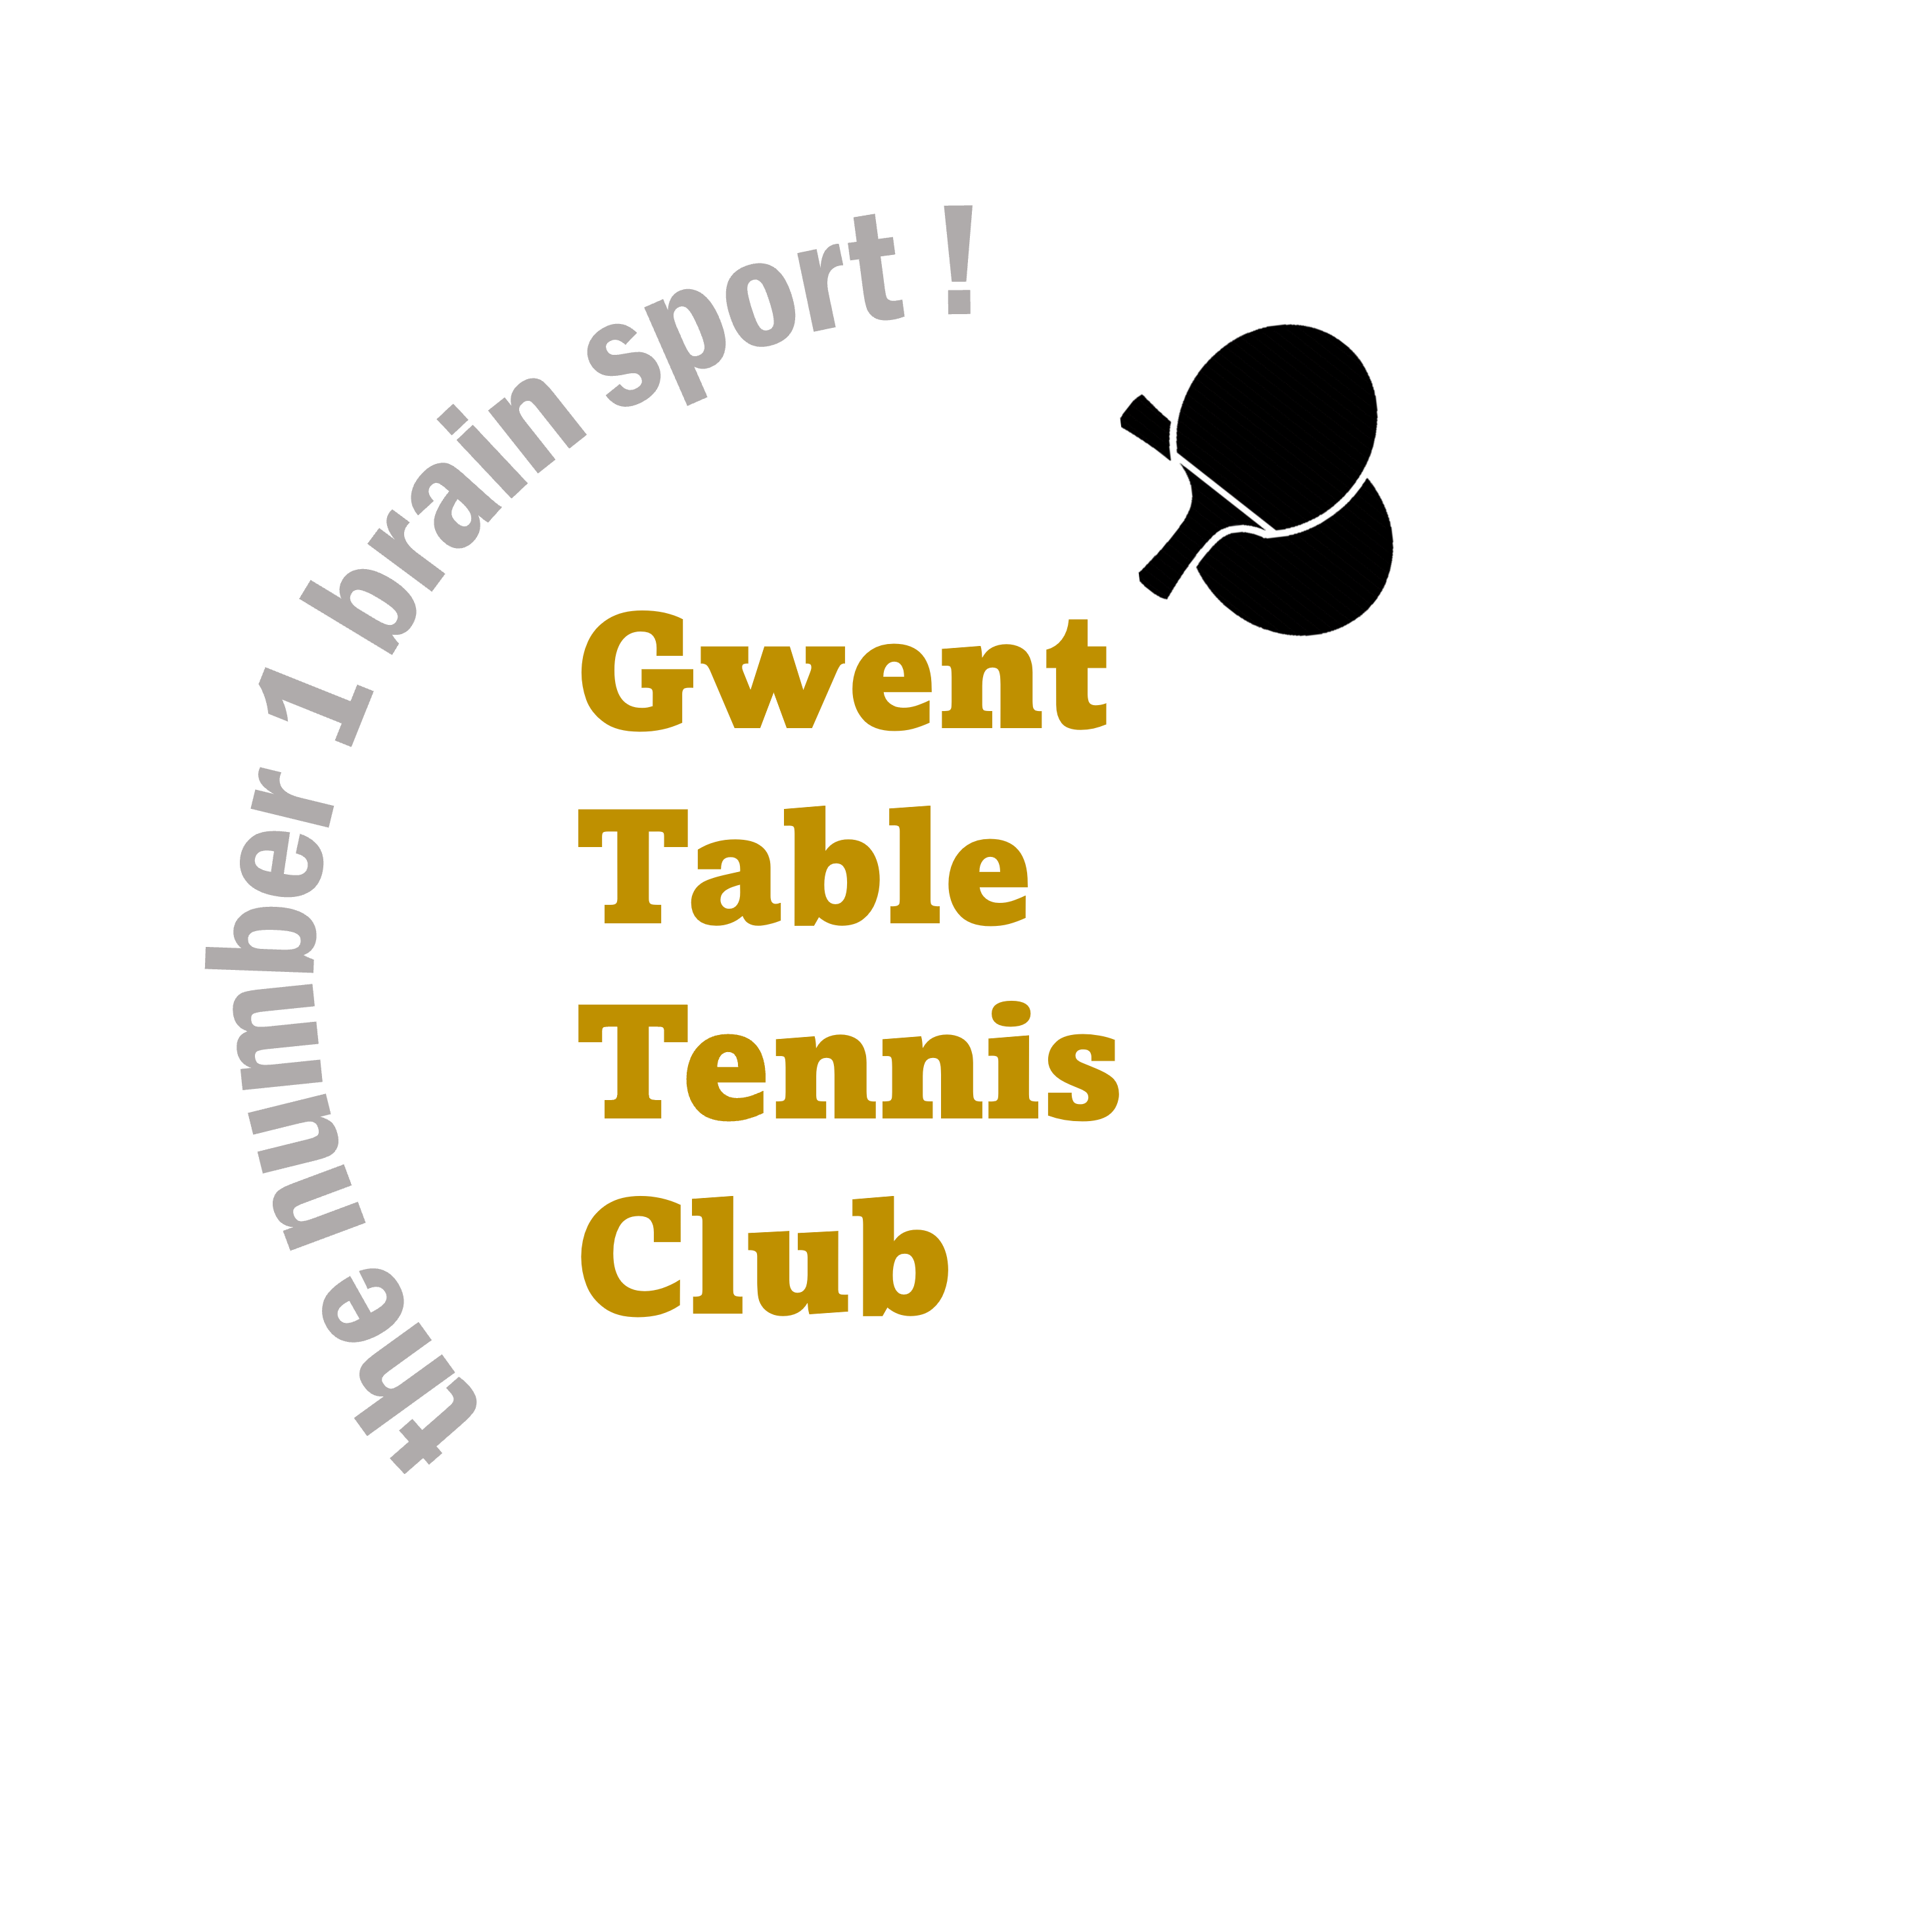 the number 1 brain sport !
Gwent
Table
Tennis
Club